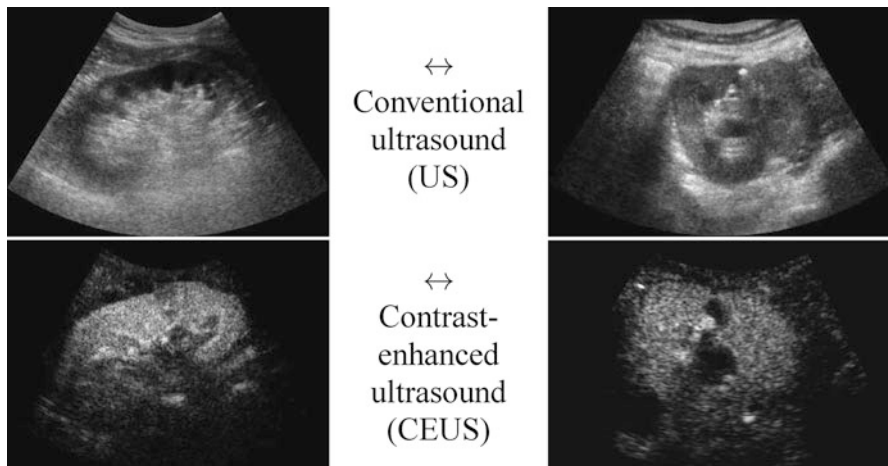 ↔
Conventional
ultrasound
(US)
↔
Contrast-
enhanced
ultrasound
(CEUS)